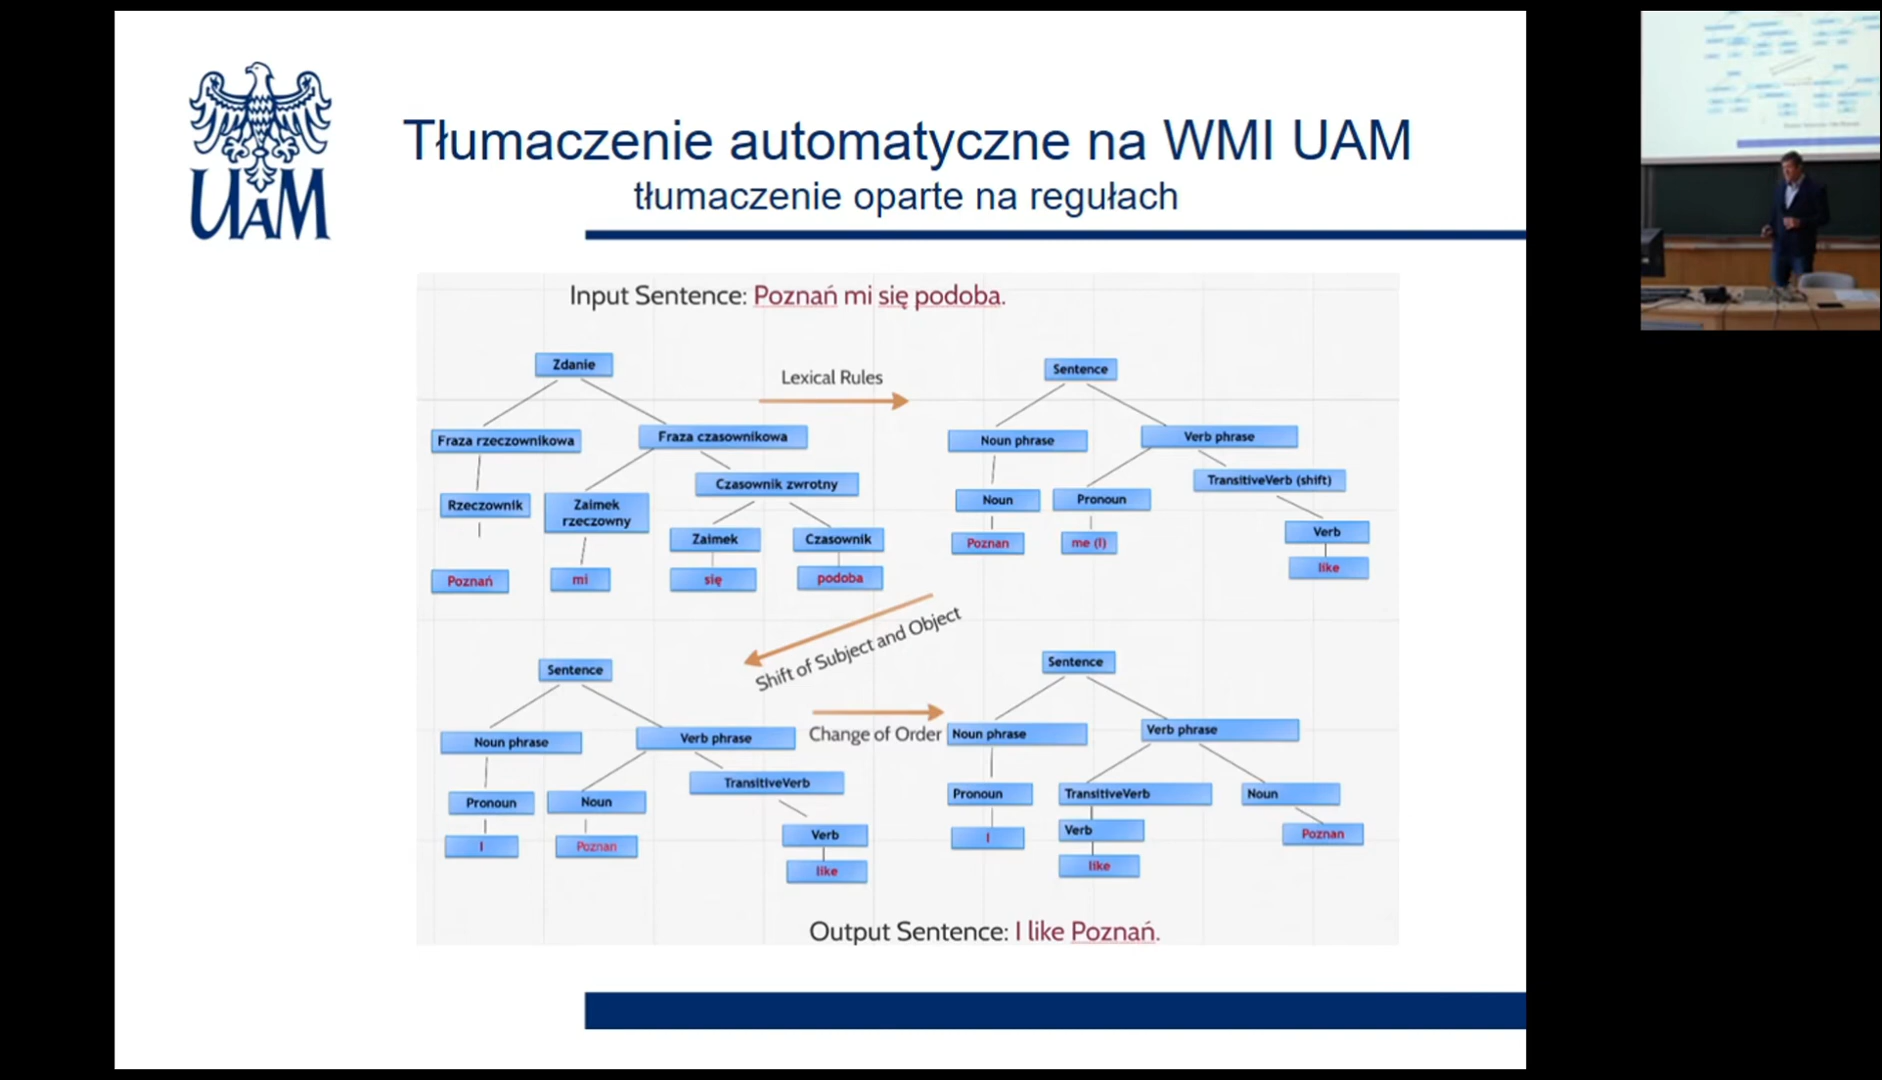 UAM
Tłumaczenie automatyczne na WMI UAM
tłumaczenie oparte na regułach
Input Sentence: Poznań mi się podoba.
Zdanie
Fraza rzeczownikowa
Fraza czasownikowa
Czasownik zwrotny
Rzeczownik
Zaimek
rzeczowny
Zaimek
Czasownik
Poznań
mi
się
podoba
Lexical Rules
Sentence
Noun phrase
Verb phrase
TransitiveVerb (shift)
Noun
Pronoun
Verb
Poznan
me (I)
like
Shift of Subject and Object
Sentence
Noun phrase
Verb phrase
TransitiveVerb
Pronoun
Noun
Verb
I
Poznan
like
Change of Order
Sentence
Noun phrase
Verb phrase
Pronoun
TransitiveVerb
Noun
I
Verb
Poznan
like
Output Sentence: I like Poznań.